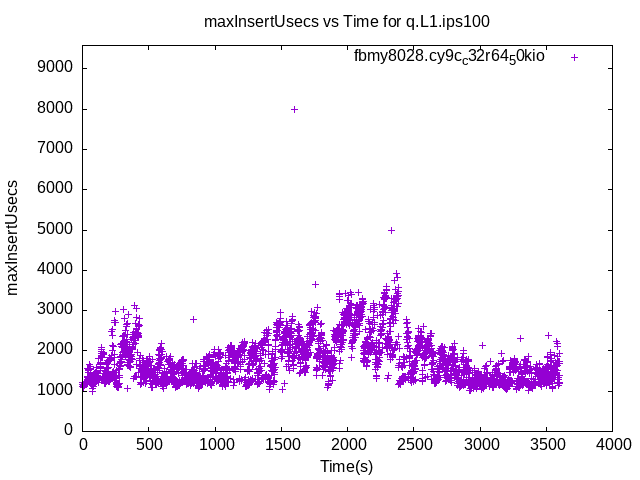 maxInsertUsecs vs Time for q.L1.ips100
fbmy8028.cy9c_c32r64_50kio
9000
8000
7000
6000
5000
4000
3000
2000
1000
0
maxInsertUsecs
0 500 1000 1500 2000 2500 3000 3500 4000
Time(s)